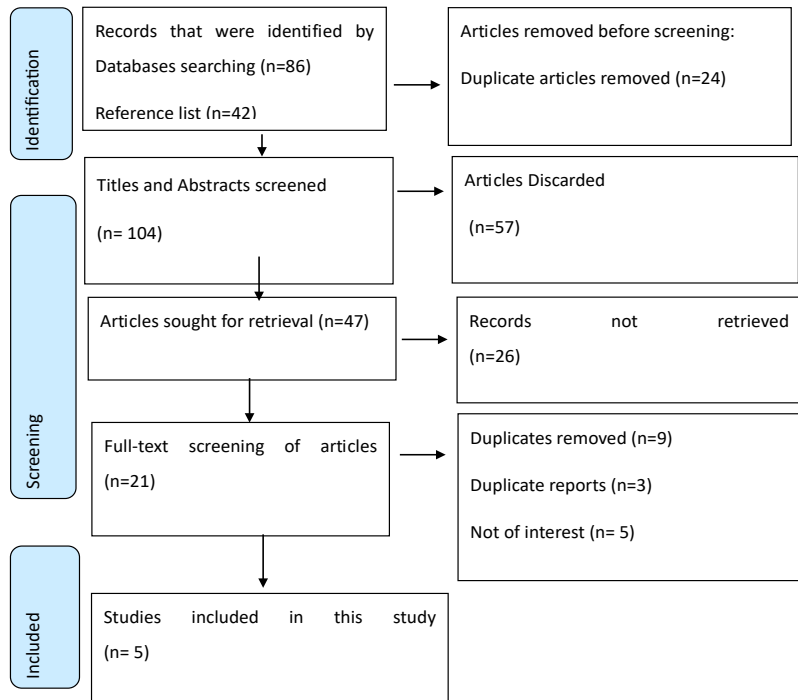 Identification
Records that were identified by
Databases searching (n=86)
Reference list (n=42)
Articles removed before screening:
Duplicate articles removed (n=24)
Screening
Titles and Abstracts screened
(n= 104)
Articles Discarded
(n=57)
Articles sought for retrieval (n=47)
Records not retrieved
(n=26)
Full-text screening of articles
(n=21)
Duplicates removed (n=9)
Duplicate reports (n=3)
Not of interest (n= 5)
Included
Studies included in this study
(n= 5)